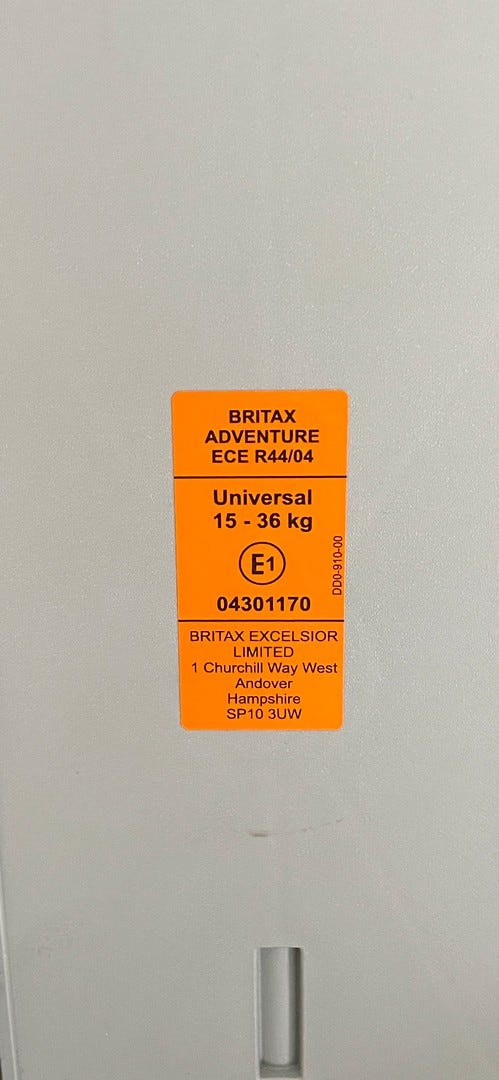 BRITAX
ADVENTURE
ECE R44/04
Universal
15 - 36 kg
E1
04301170
DD0-910-00
BRITAX EXCELSIOR
LIMITED
1 Churchill Way West
Andover
Hampshire
SP10 3UW